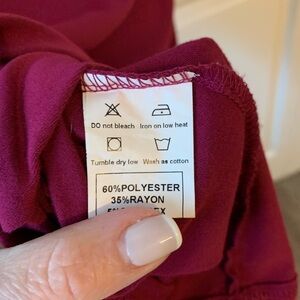 DO not bleach Iron on low heat
Tumble dry low Wash as cotton
60%POLYESTER
35%RAYON